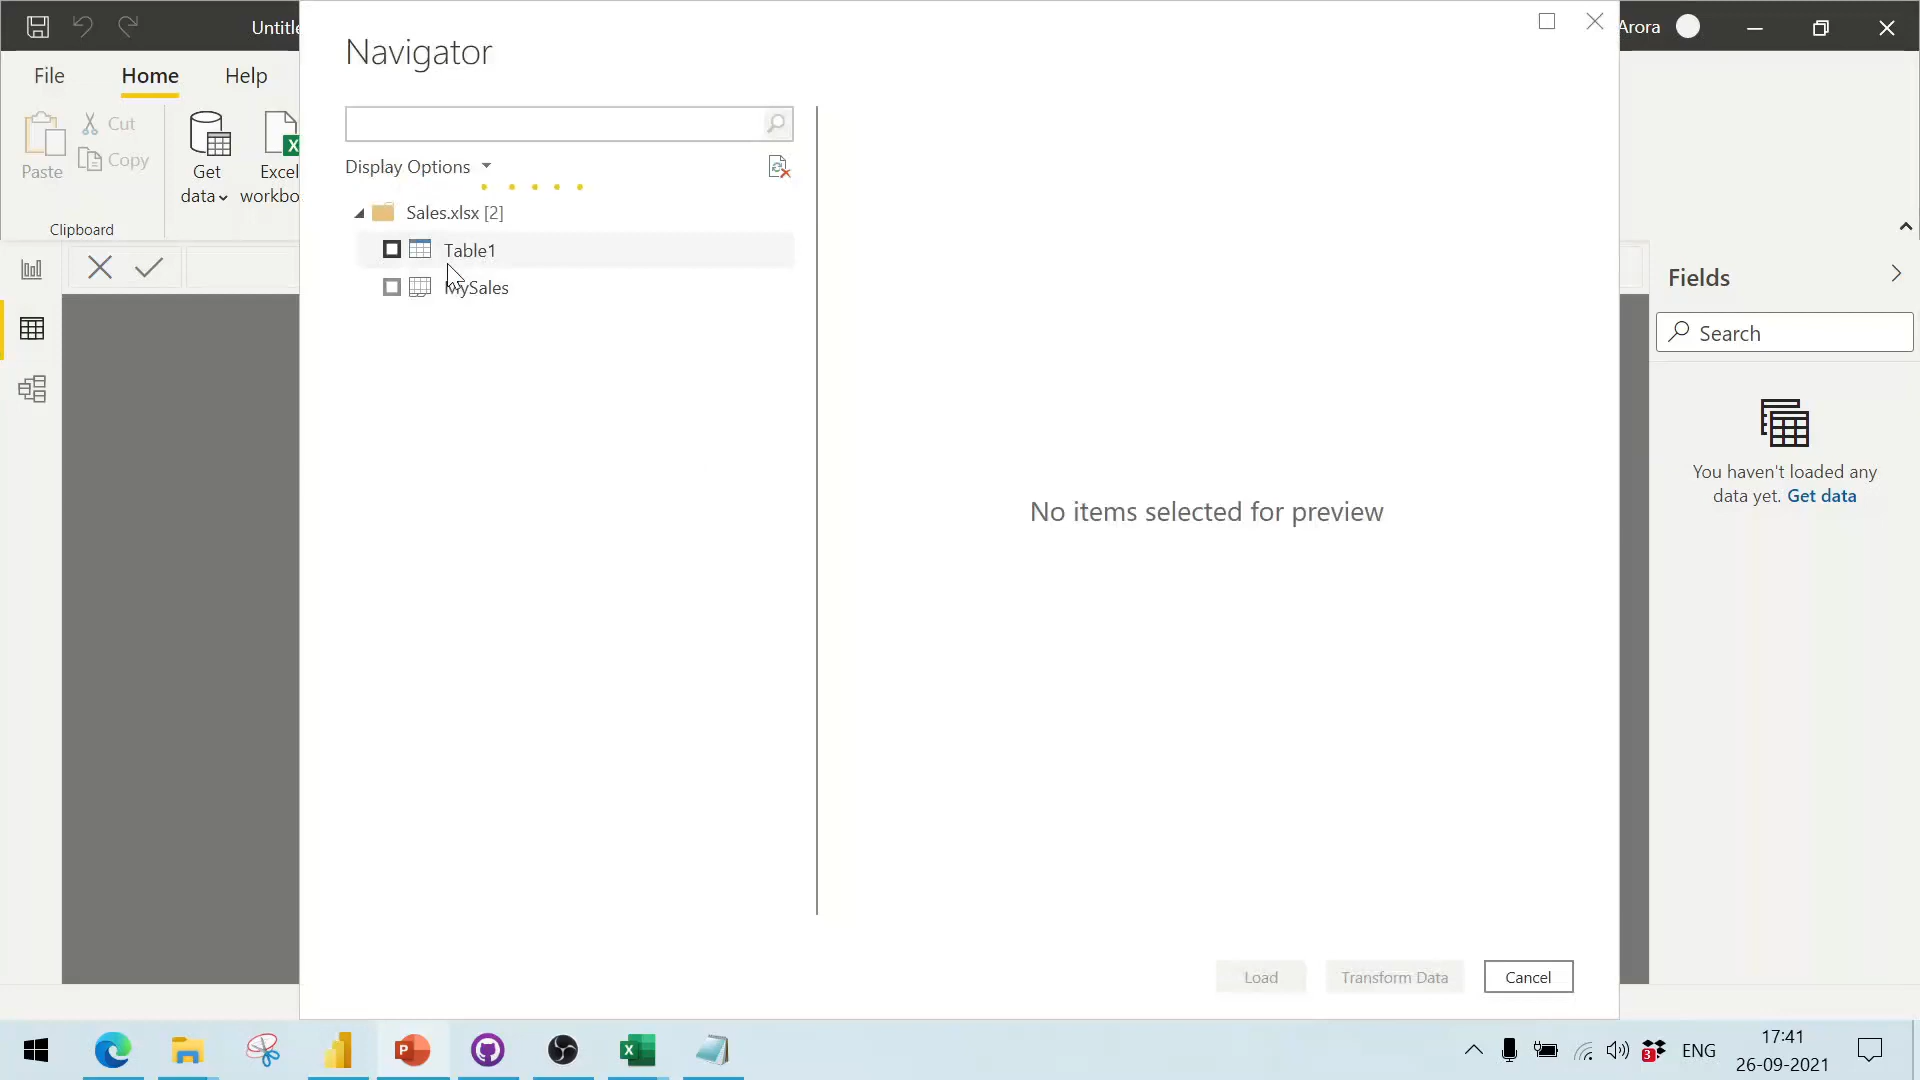 Untitle
Arora
File
Home
Help
Paste
Cut
Copy
Get
data
Excel
workbo
Clipboard
Navigator
Display Options
Sales.xlsx [2]
Table1
MySales
No items selected for preview
Load
Transform Data
Cancel
Fields
Search
You haven't loaded any
data yet. Get data
3
ENG
17:41
26-09-2021